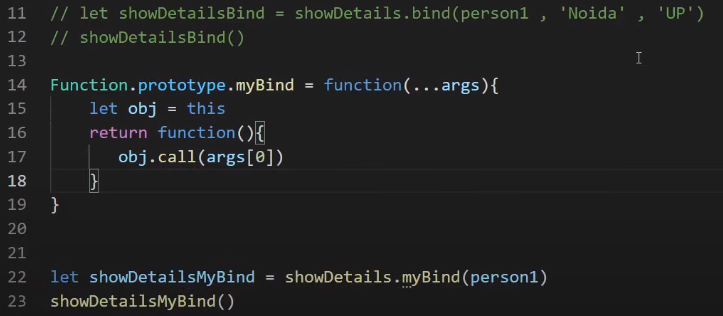 11 // let showDetailsBind = showDetails.bind(person1 , 'Noida' , 'UP')
12 // showDetailsBind()
13
14 Function.prototype.myBind = function(...args){
15     let obj = this
16     return function(){
17        obj.call(args[0])
18     }
19 }
20
21
22 let showDetailsMyBind = showDetails.myBind(person1)
23 showDetailsMyBind()